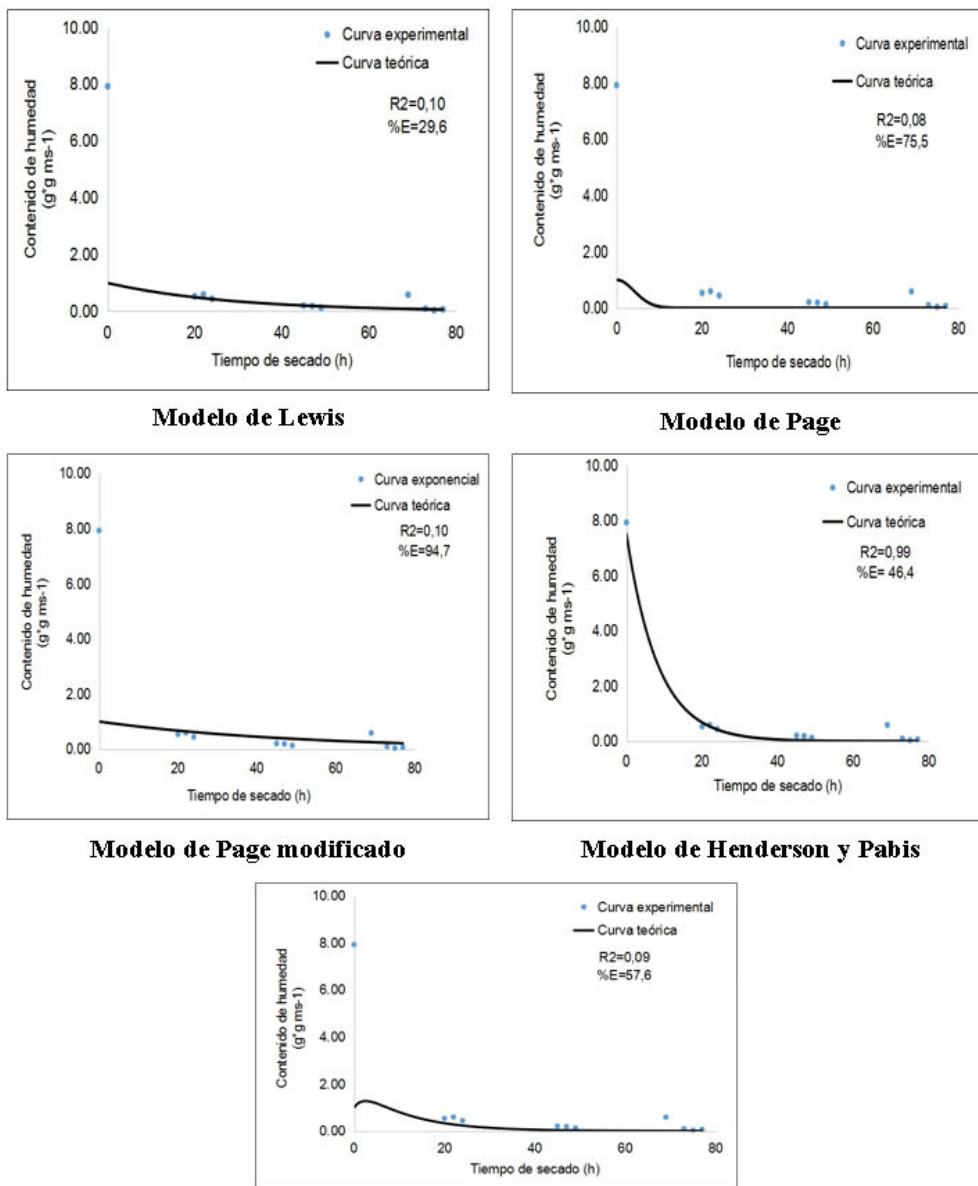 10.00
Curva experimental
Curva teórica
8.00
R2=0,10
%E=29,6
6.00
4.00
2.00
0.00
Contenido de humedad
(g*g ms-1)
0 20 40 60 80
Tiempo de secado (h)
Modelo de Lewis
10.00
Curva experimental
8.00
Curva teórica
R2=0,08
%E=75,5
6.00
4.00
2.00
0.00
Contenido de humedad
(g*g ms-1)
0 20 40 60 80
Tiempo de secado (h)
Modelo de Page
10.00
Curva exponencial
Curva teórica
8.00
R2=0,10
%E=94,7
6.00
4.00
2.00
0.00
Contenido de humedad
(g*g ms-1)
0 20 40 60 80
Tiempo de secado (h)
Modelo de Page modificado
10.00
Curva experimental
8.00
Curva teórica
R2=0,99
%E= 46,4
6.00
4.00
2.00
0.00
Contenido de humedad
(g*g ms-1)
0 20 40 60 80
Tiempo de secado (h)
Modelo de Henderson y Pabis
10.00
Curva experimental
Curva teórica
8.00
R2=0,09
%E=57,6
6.00
4.00
2.00
0.00
Contenido de humedad
(g*g ms-1)
0 20 40 60 80
Tiempo de secado (h)